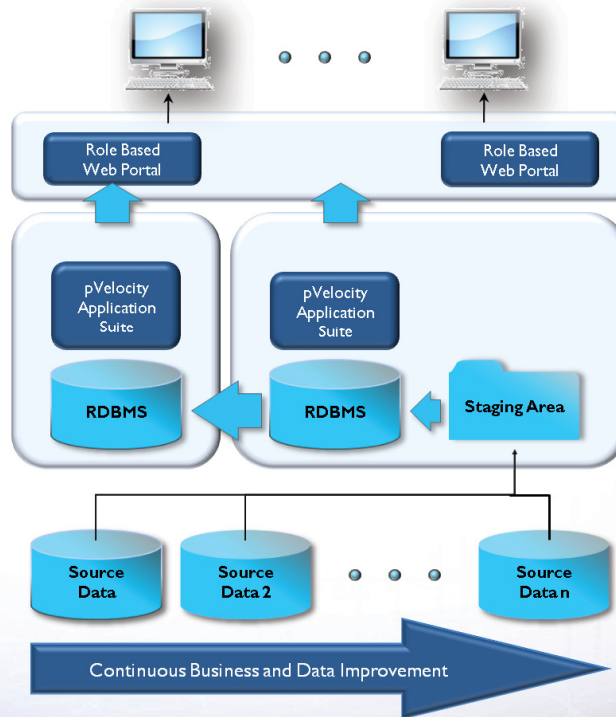 Role Based
Web Portal
Role Based
Web Portal
pVelocity
Application
Suite
pVelocity
Application
Suite
RDBMS
RDBMS
Staging Area
Source
Data
Source
Data 2
Source
Data n
Continuous Business and Data Improvement